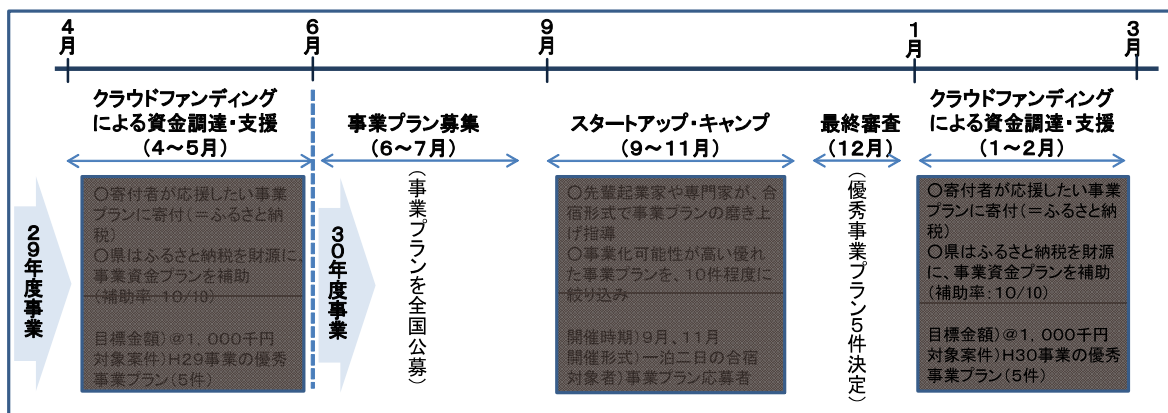 4月
6月
9月
1月
3月
クラウドファンディング
による資金調達・支援
(4～5月)
事業プラン募集
(6～7月)
スタートアップ・キャンプ
(9～11月)
最終審査
(12月)
クラウドファンディング
による資金調達・支援
(1～2月)
29年度事業
○寄付者が応援したい事業
プランに寄付(=ふるさと納
税)
○県はふるさと納税を財源に、
事業資金プランを補助
(補助率:10/10)
目標金額)@1,000千円
対象案件)H29事業の優秀
事業プラン(5件)
30年度事業
(事業プランを全国公募)
○先輩起業家や専門家が、合
宿形式で事業プランの磨き上
げ指導
○事業化可能性が高い優れ
た事業プランを、10件程度に
絞り込み
開催時期)9月、11月
開催形式)一泊二日の合宿
対象者)事業プラン応募者
(優秀事業プラン5件決定)
○寄付者が応援したい事業
プランに寄付(=ふるさと納
税)
○県はふるさと納税を財源
に、事業資金プランを補助
(補助率:10/10)
目標金額)@1,000千円
対象案件)H30事業の優秀
事業プラン(5件)